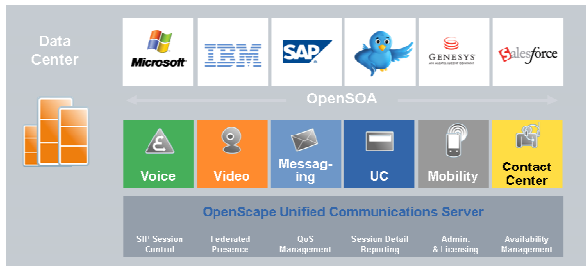 Data
Center
Microsoft
IBM
SAP
GENESYS
salesforce
OpenSOA
Voice
Video
Messag-
ing
UC
Mobility
Contact
Center
OpenScape Unified Communications Server
SIP Session
Control
Federated
Presence
QoS
Management
Session Detail
Reporting
Admin.
& Licensing
Availability
Management